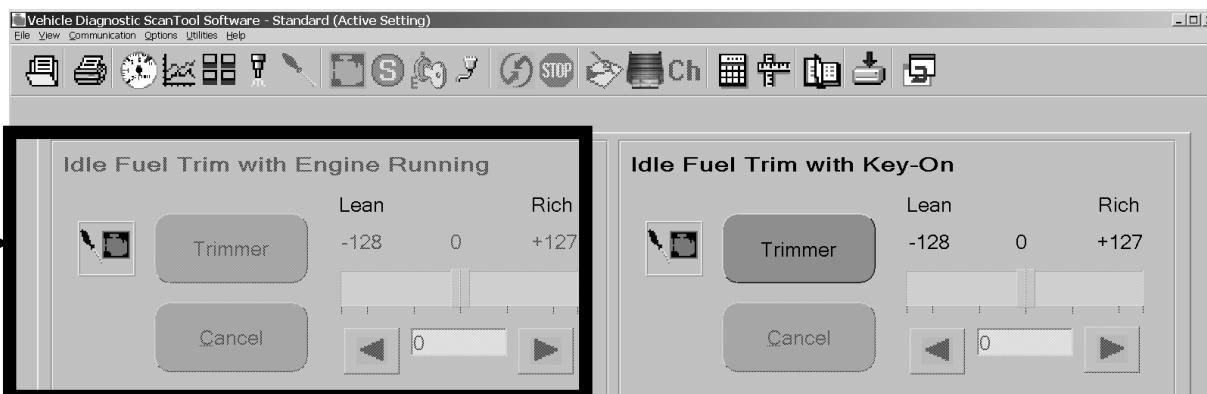 Vehicle Diagnostic ScanTool Software - Standard (Active Setting)
File View Communication Options Utilities Help
S STOP Ch
Idle Fuel Trim with Engine Running
Lean Rich
Trimmer -128 0 +127
Cancel 0
Idle Fuel Trim with Key-On
Lean Rich
Trimmer -128 0 +127
Cancel 0